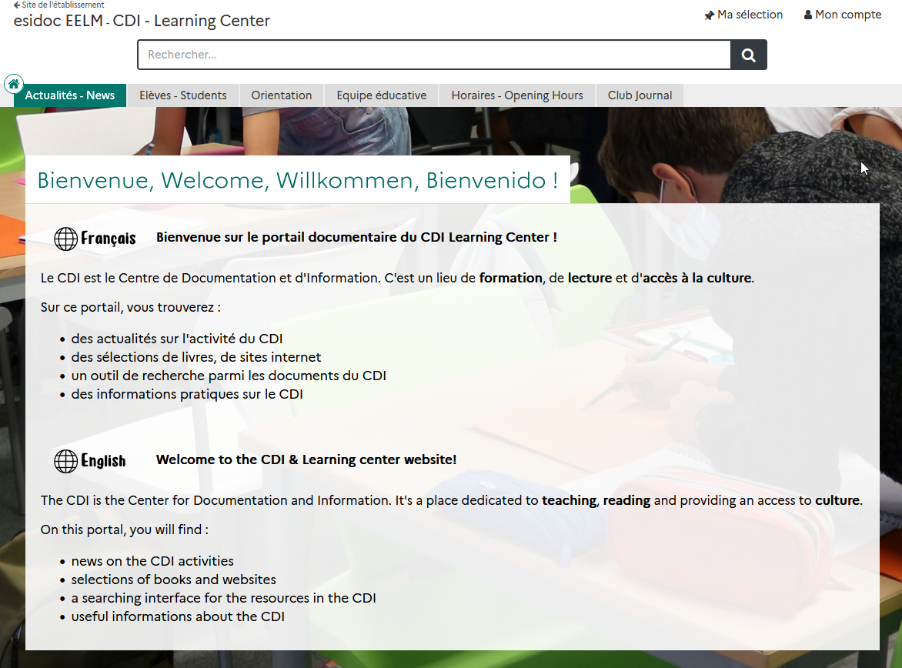 Site de l'établissement
esidoc EELM - CDI - Learning Center
Ma sélection
Mon compte
Rechercher...
Actualités - News
Elèves - Students
Orientation
Equipe éducative
Horaires - Opening Hours
Club Journal
Bienvenue, Welcome, Willkommen, Bienvenido !
Français
Bienvenue sur le portail documentaire du CDI Learning Center !
Le CDI est le Centre de Documentation et d'Information. C'est un lieu de formation, de lecture et d'accès à la culture.
Sur ce portail, vous trouverez :
• des actualités sur l'activité du CDI
• des sélections de livres, de sites internet
• un outil de recherche parmi les documents du CDI
• des informations pratiques sur le CDI
English
Welcome to the CDI & Learning center website!
The CDI is the Center for Documentation and Information. It's a place dedicated to teaching, reading and providing an access to culture.
On this portal, you will find :
• news on the CDI activities
• selections of books and websites
• a searching interface for the resources in the CDI
• useful informations about the CDI